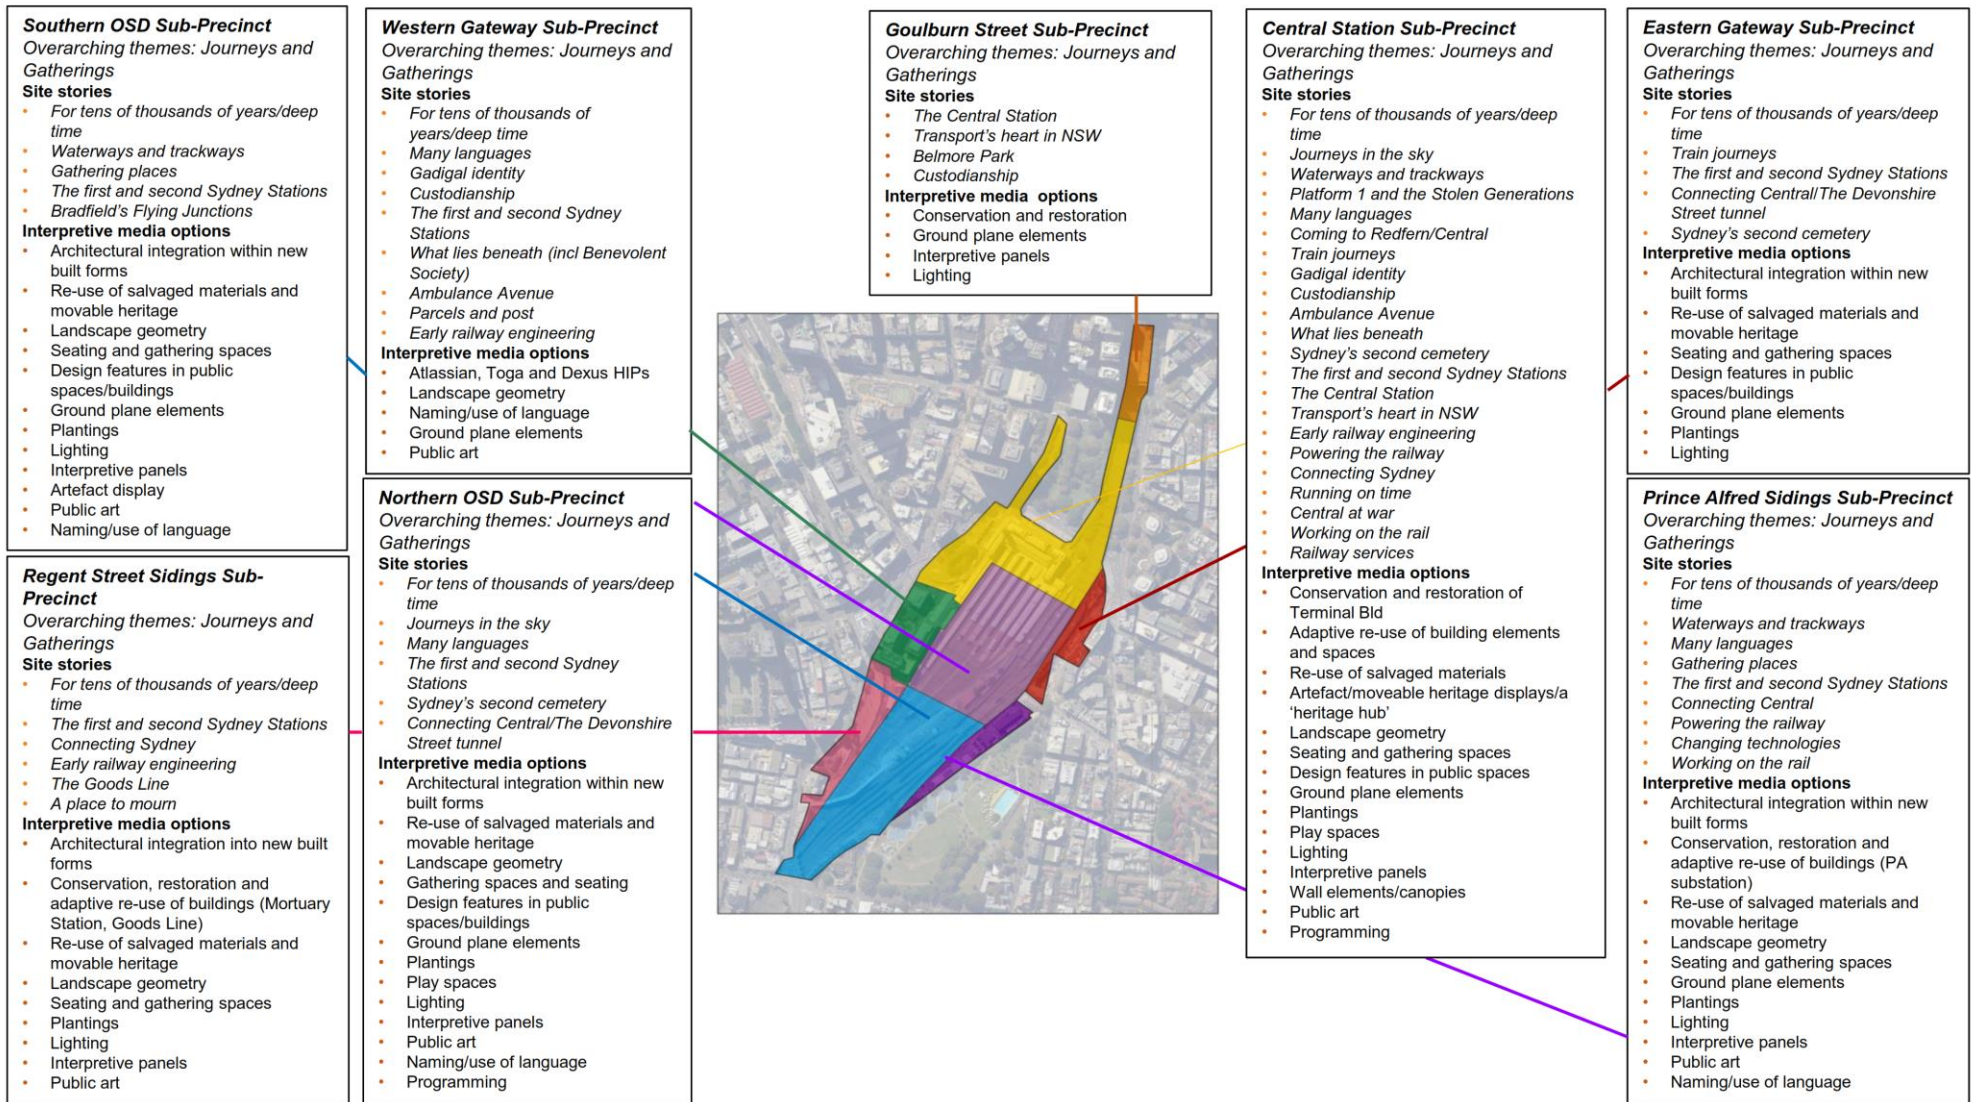 Southern OSD Sub-Precinct
Overarching themes: Journeys and
Gatherings
Site stories
• For tens of thousands of years/deep
time
• Waterways and trackways
• Gathering places
• The first and second Sydney Stations
• Bradfield's Flying Junctions
Interpretive media options
• Architectural integration within new
built forms
• Re-use of salvaged materials and
movable heritage
• Landscape geometry
• Seating and gathering spaces
• Design features in public
spaces/buildings
• Ground plane elements
• Plantings
• Lighting
• Interpretive panels
• Artefact display
• Public art
• Naming/use of language
Regent Street Sidings Sub-
Precinct
Overarching themes: Journeys and
Gatherings
Site stories
• For tens of thousands of years/deep
time
• The first and second Sydney Stations
• Connecting Sydney
• Early railway engineering
• The Goods Line
• A place to mourn
Interpretive media options
• Architectural integration into new built
forms
• Conservation, restoration and
adaptive re-use of buildings (Mortuary
Station, Goods Line)
• Re-use of salvaged materials and
movable heritage
• Landscape geometry
• Seating and gathering spaces
• Plantings
• Lighting
• Interpretive panels
• Public art
Western Gateway Sub-Precinct
Overarching themes: Journeys and
Gatherings
Site stories
• For tens of thousands of
years/deep time
• Many languages
• Gadigal identity
• Custodianship
• The first and second Sydney
Stations
• What lies beneath (incl Benevolent
Society)
• Ambulance Avenue
• Parcels and post
• Early railway engineering
Interpretive media options
• Atlassian, Toga and Dexus HIPs
• Landscape geometry
• Naming/use of language
• Ground plane elements
• Public art
Northern OSD Sub-Precinct
Overarching themes: Journeys and
Gatherings
Site stories
• For tens of thousands of years/deep
time
• Journeys in the sky
• Many languages
• The first and second Sydney
Stations
• Sydney's second cemetery
• Connecting Central/The Devonshire
Street tunnel
Interpretive media options
• Architectural integration within new
built forms
• Re-use of salvaged materials and
movable heritage
• Landscape geometry
• Gathering spaces and seating
• Design features in public
spaces/buildings
• Ground plane elements
• Plantings
• Play spaces
• Lighting
• Interpretive panels
• Public art
• Naming/use of language
• Programming
Goulburn Street Sub-Precinct
Overarching themes: Journeys and
Gatherings
Site stories
• The Central Station
• Transport's heart in NSW
• Belmore Park
• Custodianship
Interpretive media options
• Conservation and restoration
• Ground plane elements
• Interpretive panels
• Lighting
Central Station Sub-Precinct
Overarching themes: Journeys and
Gatherings
Site stories
• For tens of thousands of years/deep
time
• Journeys in the sky
• Waterways and trackways
• Platform 1 and the Stolen Generations
• Many languages
• Coming to Redfern/Central
• Train journeys
• Gadigal identity
• Custodianship
• Ambulance Avenue
• What lies beneath
• Sydney's second cemetery
• The first and second Sydney Stations
• The Central Station
• Transport's heart in NSW
• Early railway engineering
• Powering the railway
• Connecting Sydney
• Running on time
• Central at war
• Working on the rail
• Railway services
Interpretive media options
• Conservation and restoration of
Terminal Bld
• Adaptive re-use of building elements
and spaces
• Re-use of salvaged materials
• Artefact/moveable heritage displays/a
'heritage hub'
• Landscape geometry
• Seating and gathering spaces
• Design features in public spaces
• Ground plane elements
• Plantings
• Play spaces
• Lighting
• Interpretive panels
• Wall elements/canopies
• Public art
• Programming
Eastern Gateway Sub-Precinct
Overarching themes: Journeys and
Gatherings
Site stories
• For tens of thousands of years/deep
time
• Train journeys
• The first and second Sydney Stations
• Connecting Central/The Devonshire
Street tunnel
• Sydney's second cemetery
Interpretive media options
• Architectural integration within new
built forms
• Re-use of salvaged materials and
movable heritage
• Seating and gathering spaces
• Design features in public
spaces/buildings
• Ground plane elements
• Plantings
• Lighting
Prince Alfred Sidings Sub-Precinct
Overarching themes: Journeys and
Gatherings
Site stories
• For tens of thousands of years/deep
time
• Waterways and trackways
• Many languages
• Gathering places
• The first and second Sydney Stations
• Connecting Central
• Powering the railway
• Changing technologies
• Working on the rail
Interpretive media options
• Architectural integration within new
built forms
• Conservation, restoration and
adaptive re-use of buildings (PA
substation)
• Re-use of salvaged materials and
movable heritage
• Landscape geometry
• Seating and gathering spaces
• Ground plane elements
• Plantings
• Lighting
• Interpretive panels
• Public art
• Naming/use of language